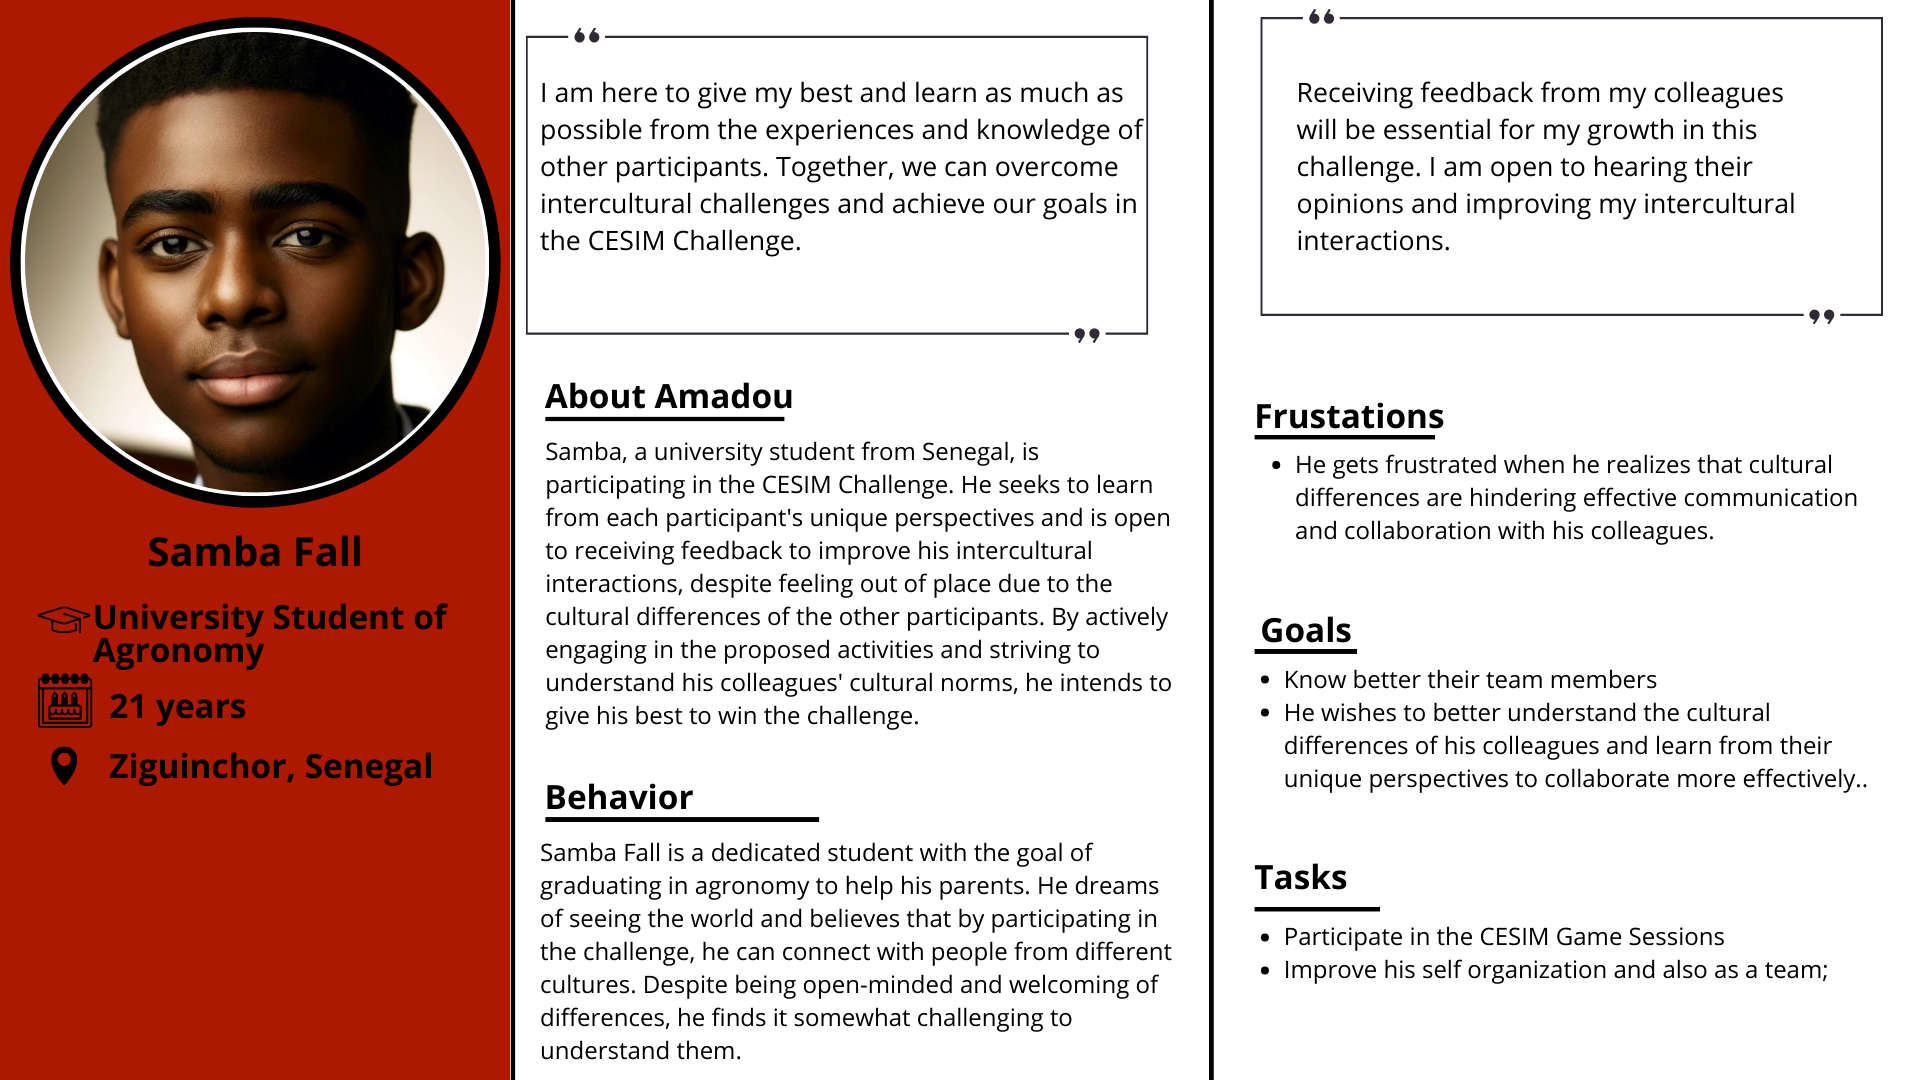 Samba Fall
University Student of
Agronomy
21 years
Ziguinchor, Senegal
“
I am here to give my best and learn as much as
possible from the experiences and knowledge of
other participants. Together, we can overcome
intercultural challenges and achieve our goals in
the CESIM Challenge.
”
About Amadou
Samba, a university student from Senegal, is
participating in the CESIM Challenge. He seeks to learn
from each participant's unique perspectives and is open
to receiving feedback to improve his intercultural
interactions, despite feeling out of place due to the
cultural differences of the other participants. By actively
engaging in the proposed activities and striving to
understand his colleagues' cultural norms, he intends to
give his best to win the challenge.
Behavior
Samba Fall is a dedicated student with the goal of
graduating in agronomy to help his parents. He dreams
of seeing the world and believes that by participating in
the challenge, he can connect with people from different
cultures. Despite being open-minded and welcoming of
differences, he finds it somewhat challenging to
understand them.
“
Receiving feedback from my colleagues
will be essential for my growth in this
challenge. I am open to hearing their
opinions and improving my intercultural
interactions.
”
Frustations
• He gets frustrated when he realizes that cultural
differences are hindering effective communication
and collaboration with his colleagues.
Goals
• Know better their team members
• He wishes to better understand the cultural
differences of his colleagues and learn from their
unique perspectives to collaborate more effectively..
Tasks
• Participate in the CESIM Game Sessions
• Improve his self organization and also as a team;